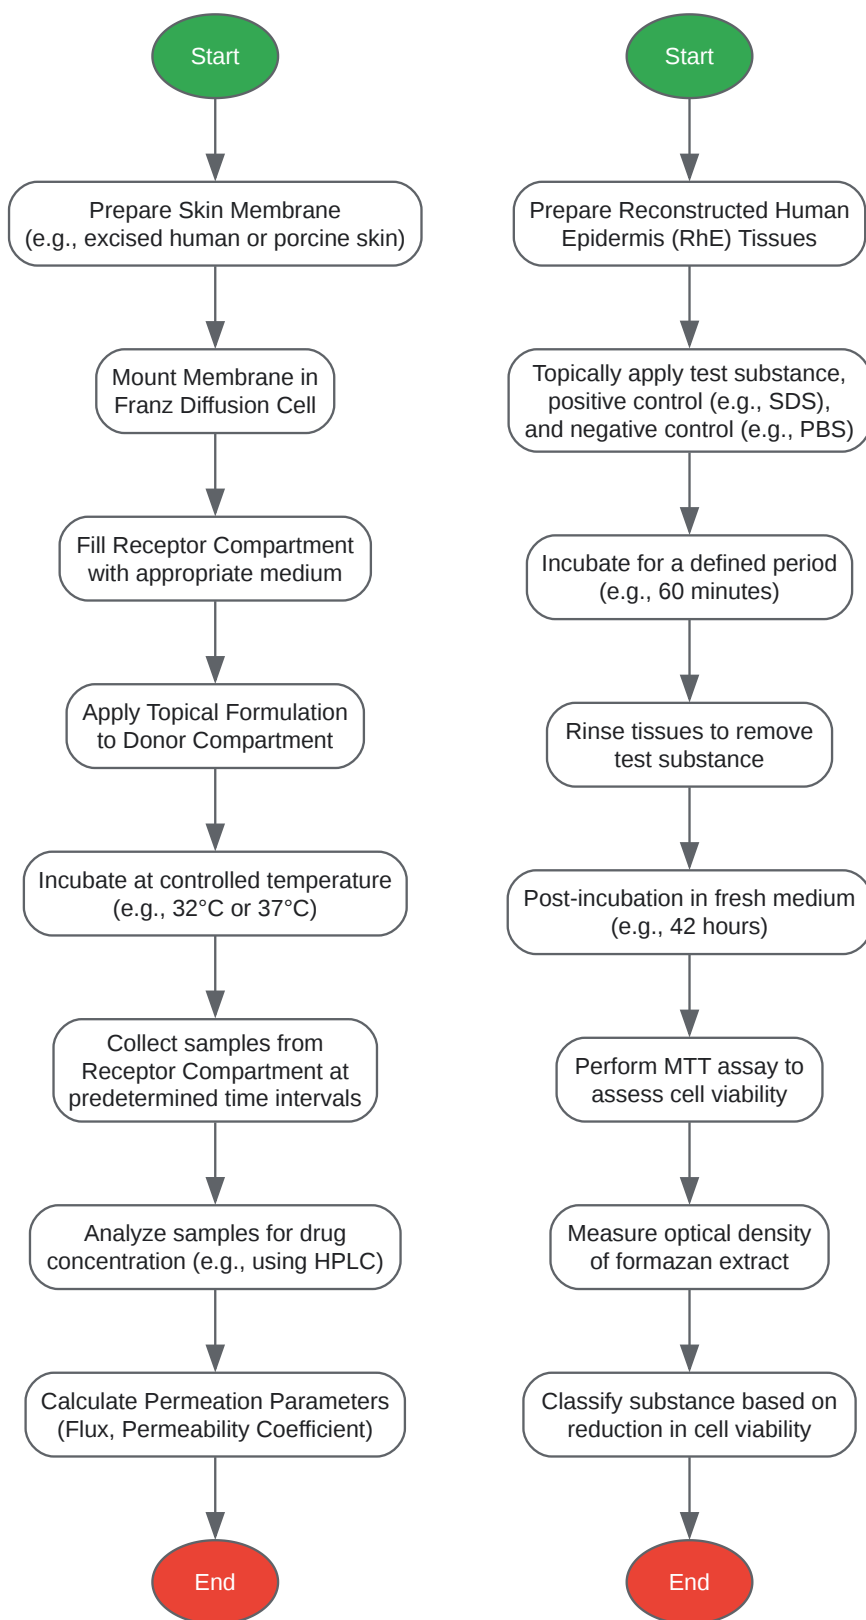 Start
Prepare Skin Membrane
(e.g., excised human or porcine skin)
Mount Membrane in
Franz Diffusion Cell
Fill Receptor Compartment
with appropriate medium
Apply Topical Formulation
to Donor Compartment
Incubate at controlled temperature
(e.g., 32°C or 37°C)
Collect samples from
Receptor Compartment at
predetermined time intervals
Analyze samples for drug
concentration (e.g., using HPLC)
Calculate Permeation Parameters
(Flux, Permeability Coefficient)
End
Start
Prepare Reconstructed Human
Epidermis (RhE) Tissues
Topically apply test substance,
positive control (e.g., SDS),
and negative control (e.g., PBS)
Incubate for a defined period
(e.g., 60 minutes)
Rinse tissues to remove
test substance
Post-incubation in fresh medium
(e.g., 42 hours)
Perform MTT assay to
assess cell viability
Measure optical density
of formazan extract
Classify substance based on
reduction in cell viability
End